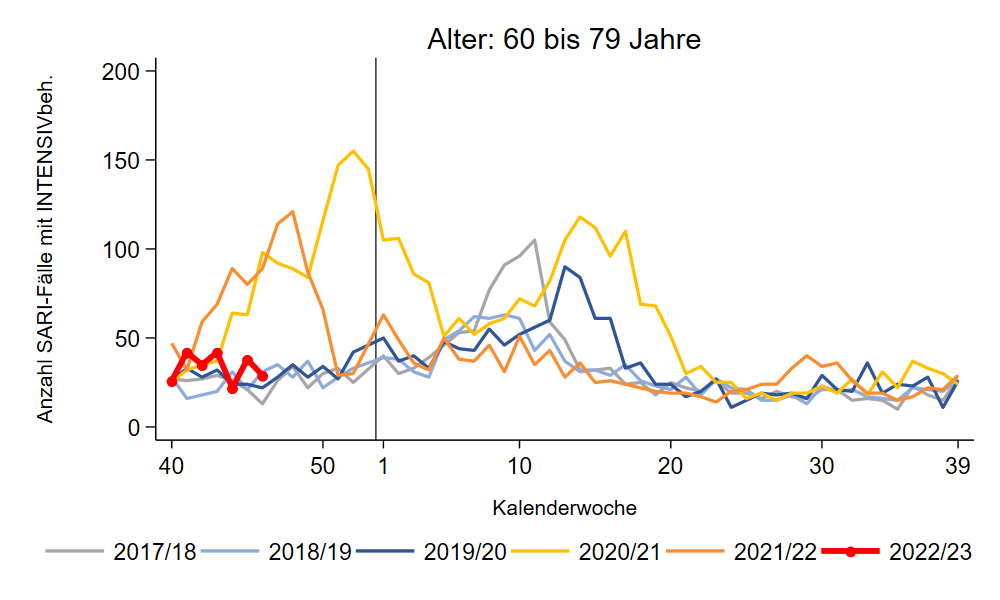 Alter: 60 bis 79 Jahre
Anzahl SARI-Fälle mit INTENSIVbeh.
200
150
100
50
0
40 50 1 10 20 30 39
Kalenderwoche
2017/18 2018/19 2019/20 2020/21 2021/22 2022/23